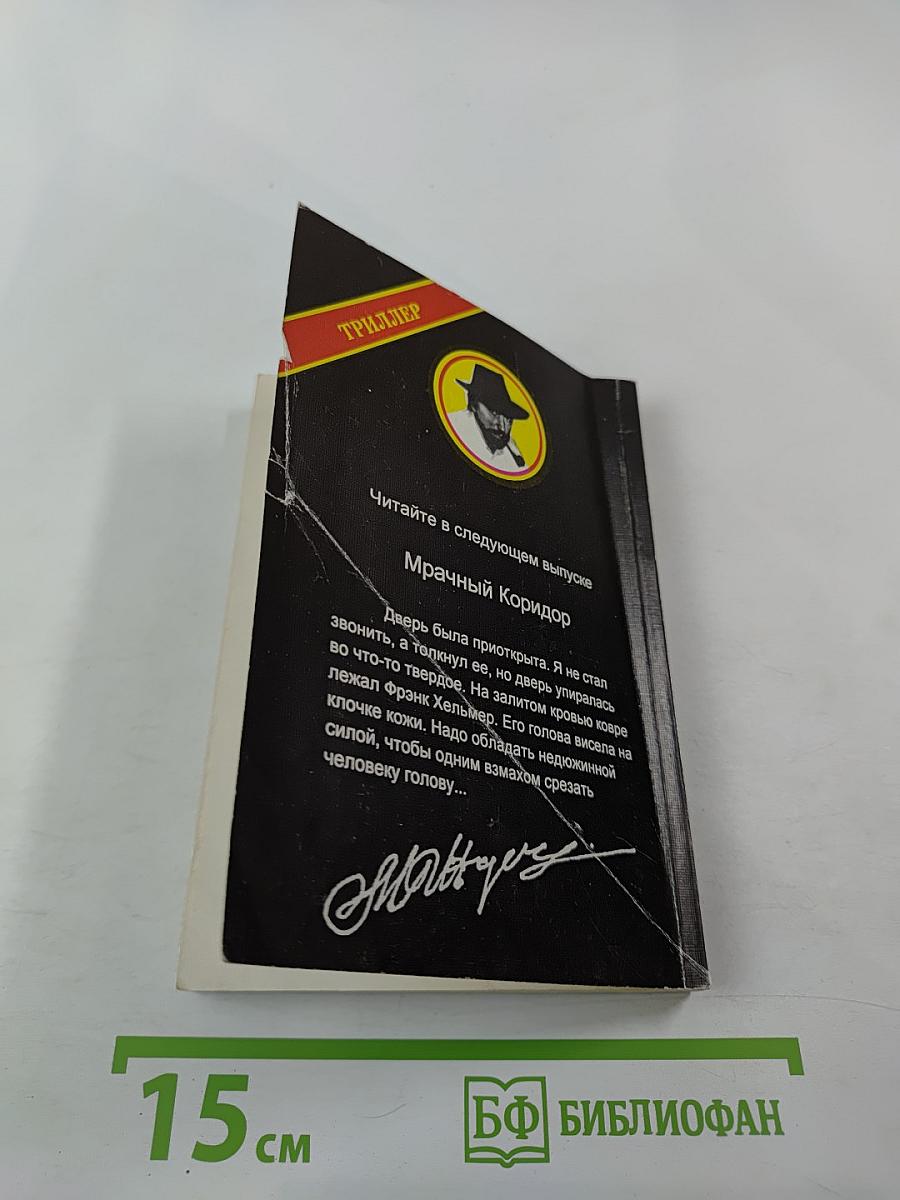 ТРИЛЛЕР
Читайте в следующем выпуске
Мрачный Коридор
Дверь была приоткрыта. Я не стал
звонить, а толкнул ее, но дверь упиралась
во что-то твердое. На залитом кровью ковре
лежал Фрэнк Хельмер. Его голова висела на
клочке кожи. Надо обладать недюжинной
силой, чтобы одним взмахом срезать
человеку голову...
15 см
БФ БИБЛИОФАН